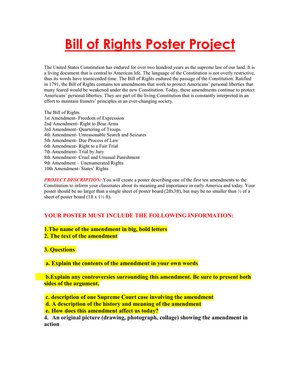 Bill of Rights Poster Project
The United States Constitution has endured for over two hundred years as the supreme law of our land. It is
a living document that is central to American life. The language of the Constitution is not overly restrictive,
thus its words have transcended time. The Bill of Rights endured the passage of the Constitution. Ratified
in 1791, the Bill of Rights contains ten amendments that work to protect Americans' personal liberties that
many feared would be weakened under the new Constitution. Today, these amendments continue to protect
Americans' personal liberties. They are part of the living Constitution that is constantly interpreted in an
effort to maintain framers' principles in an ever-changing society.
The Bill of Rights
1st Amendment- Freedom of Expression
2nd Amendment- Right to Bear Arms
3rd Amendment- Quartering of Troops
4th Amendment- Unreasonable Search and Seizures
5th Amendment- Due Process of Law
6th Amendment- Right to a Fair Trial
7th Amendment- Trial by Jury
8th Amendment- Cruel and Unusual Punishment
9th Amendment – Unenumerated Rights
10th Amendment- States' Rights
PROJECT DESCRIPTION: You will create a poster describing one of the first ten amendments to the
Constitution to inform your classmates about its meaning and importance in early America and today. Your
poster should be no larger than a single sheet of poster board (28x38), but may be no smaller than ½ of a
sheet of poster board (18 x 1½ 8).
YOUR POSTER MUST INCLUDE THE FOLLOWING INFORMATION:
1.The name of the amendment in big, bold letters
2. The text of the amendment
3. Questions
a. Explain the contents of the amendment in your own words
b.Explain any controversies surrounding this amendment. Be sure to present both
sides of the argument.
c. description of one Supreme Court case involving the amendment
d. A description of the history and meaning of the amendment
e. How does this amendment affect us today?
4. An original picture (drawing, photograph, collage) showing the amendment in
action